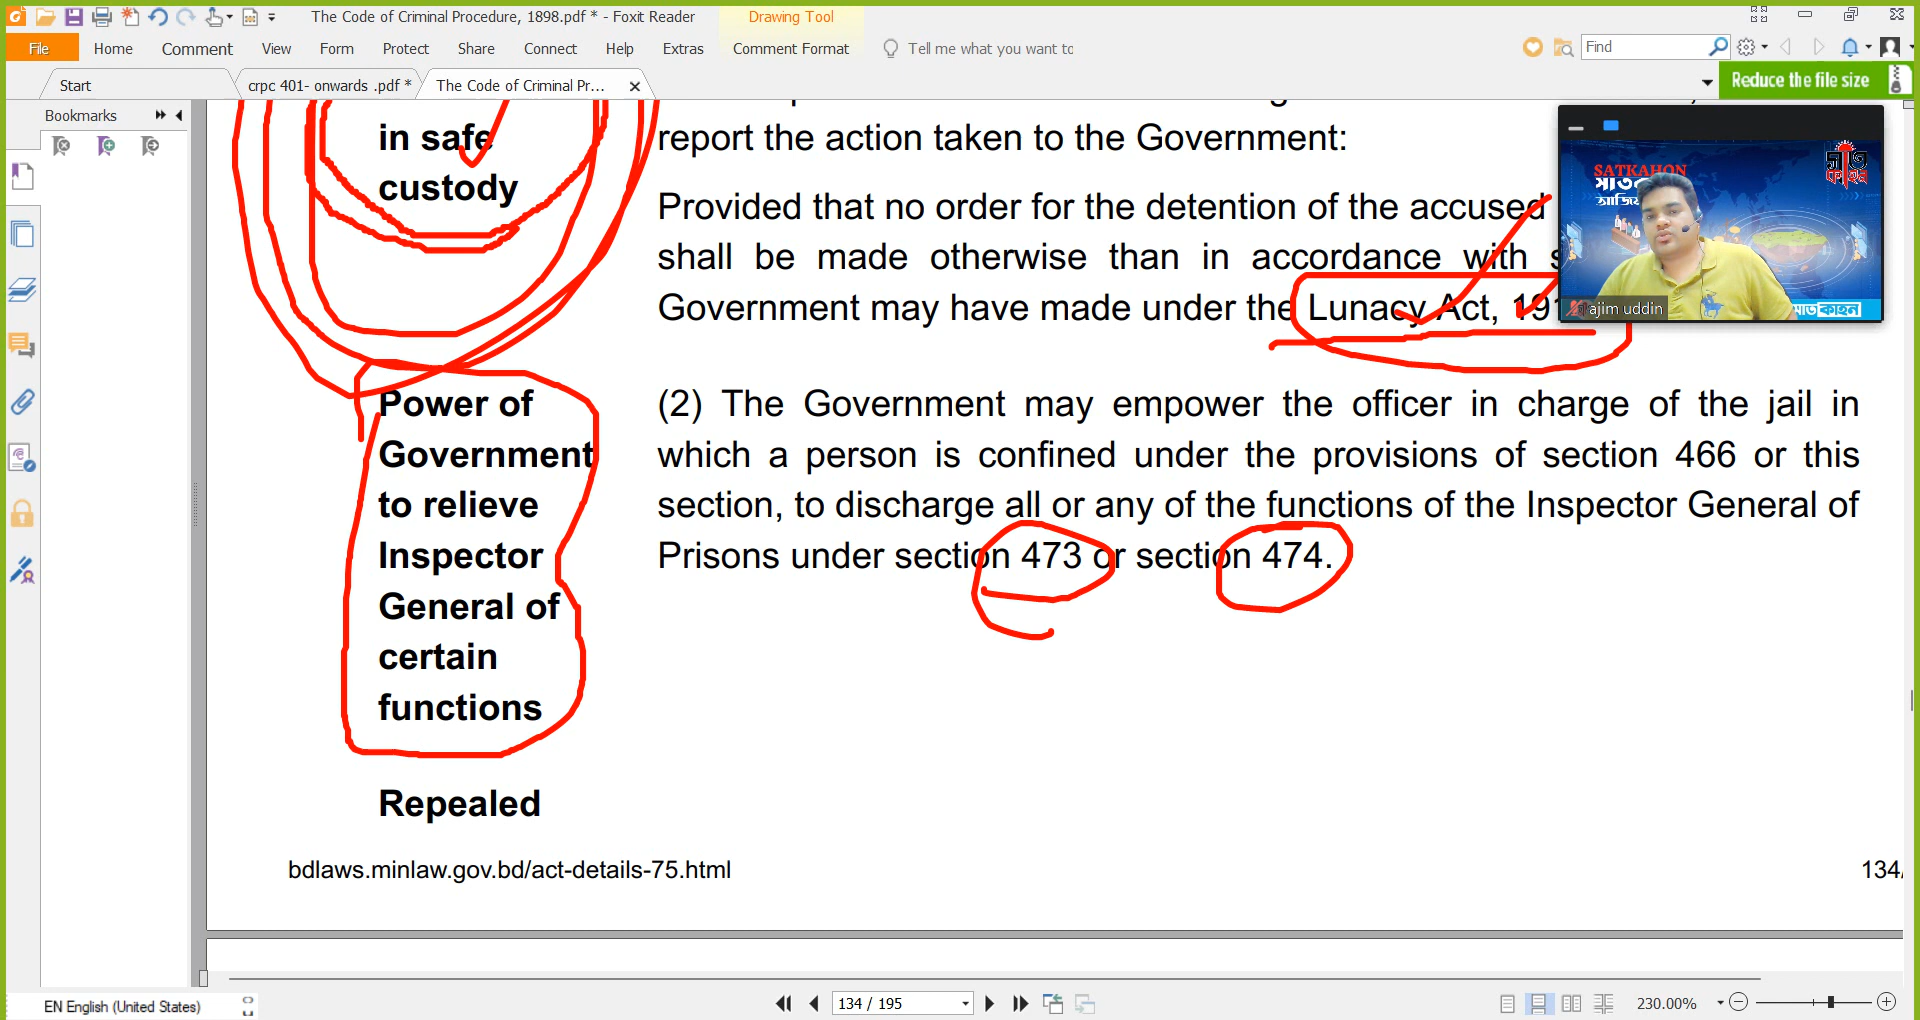 The Code of Criminal Procedure, 1898.pdf * - Foxit Reader
Drawing Tool
File Home Comment View Form Protect Share Connect Help Extras Comment Format Tell me what you want to
Find
Start crpc 401- onwards .pdf * The Code of Criminal Pr...
Reduce the file size
Bookmarks
in safe
custody
report the action taken to the Government:
Provided that no order for the detention of the accused
shall be made otherwise than in accordance with
Government may have made under the Lunacy Act,
SATKAHON
ajim uddin
Power of
Government
to relieve
Inspector
General of
certain
functions
(2) The Government may empower the officer in charge of the jail in
which a person is confined under the provisions of section 466 or this
section, to discharge all or any of the functions of the Inspector General of
Prisons under section 473 or section 474.
Repealed
bdlaws.minlaw.gov.bd/act-details-75.html
134/
EN English (United States)
134 / 195
230.00%